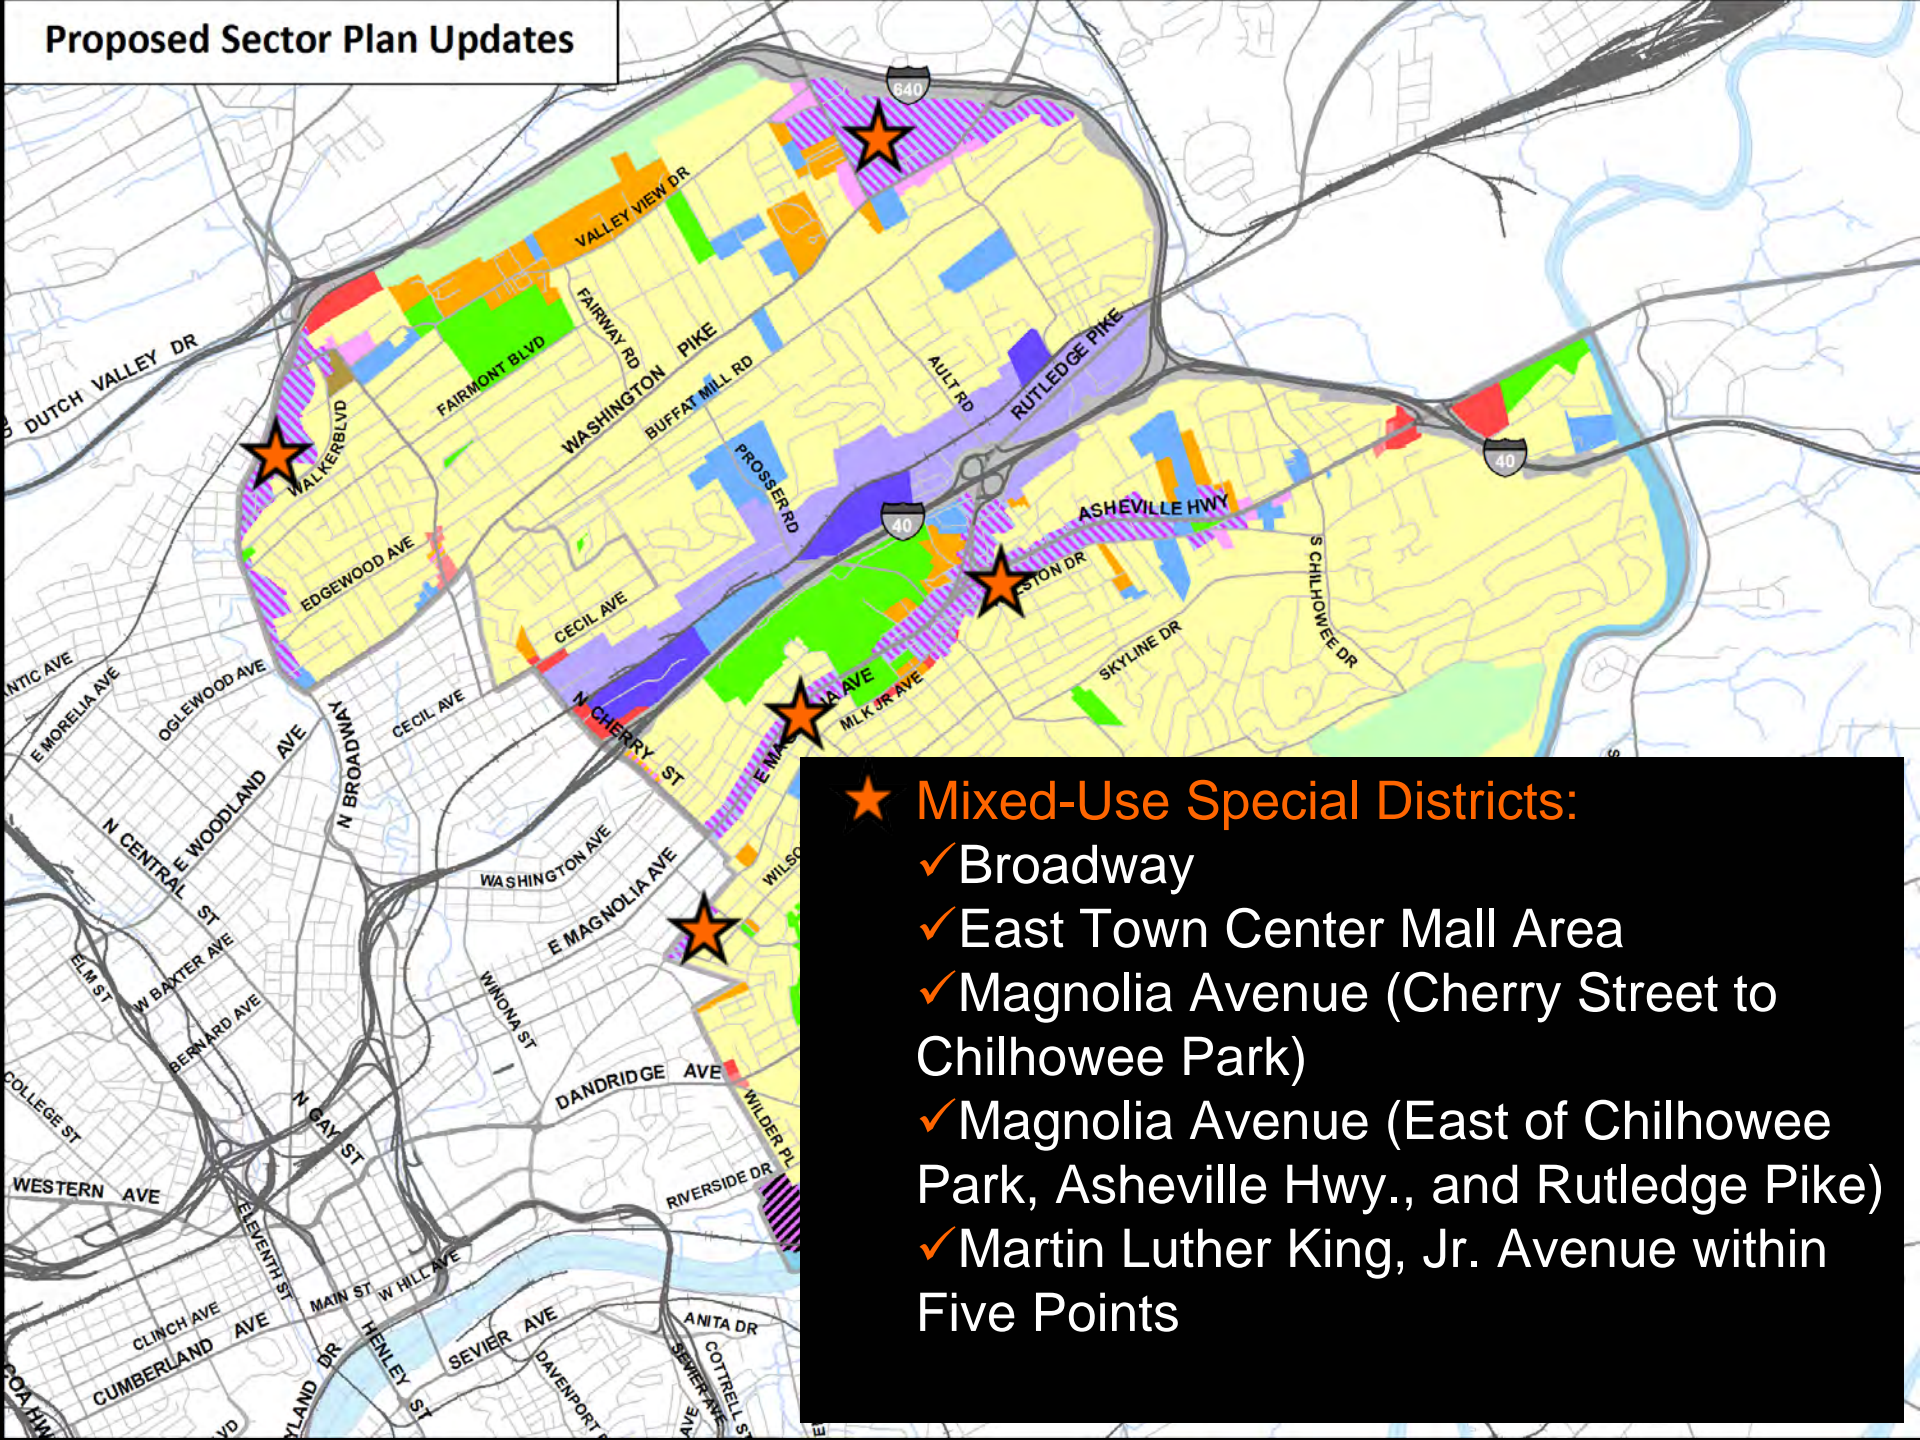 Proposed Sector Plan Updates
640
VALLEY VIEW DR
FAIRWAY RD
DUTCH VALLEY DR
FAIRMONT BLVD
WASHINGTON PIKE
BUFFAT MILL RD
AULT RD
RUTLEDGE PIKE
WALKERBLVD
PROSSER RD
40
40
ASHEVILLE HWY
S CHILHOWEE DR
EDGEWOOD AVE
CECIL AVE
SKYLINE DR
MLK JR AVE
N CHERRY ST
E MORELIA AVE
OGLEWOOD AVE
CECIL AVE
N BROADWAY
E WOODLAND AVE
N CENTRAL ST
WASHINGTON AVE
E MAGNOLIA AVE
ELM ST
W BAXTER AVE
BERNARD AVE
WINONA ST
COLLEGE ST
N GAY ST
DANDRIDGE AVE
WILDER PL
WESTERN AVE
RIVERSIDE DR
ELEVENTH ST
MAIN ST
W HILL AVE
CLINCH AVE
CUMBERLAND AVE
HENLEY ST
SEVIER AVE
ANITA DR
DAVENPORT
SEVIER AVE
COTTRELL ST
Mixed-Use Special Districts:
✓Broadway
✓East Town Center Mall Area
✓Magnolia Avenue (Cherry Street to
Chilhowee Park)
✓Magnolia Avenue (East of Chilhowee
Park, Asheville Hwy., and Rutledge Pike)
✓Martin Luther King, Jr. Avenue within
Five Points